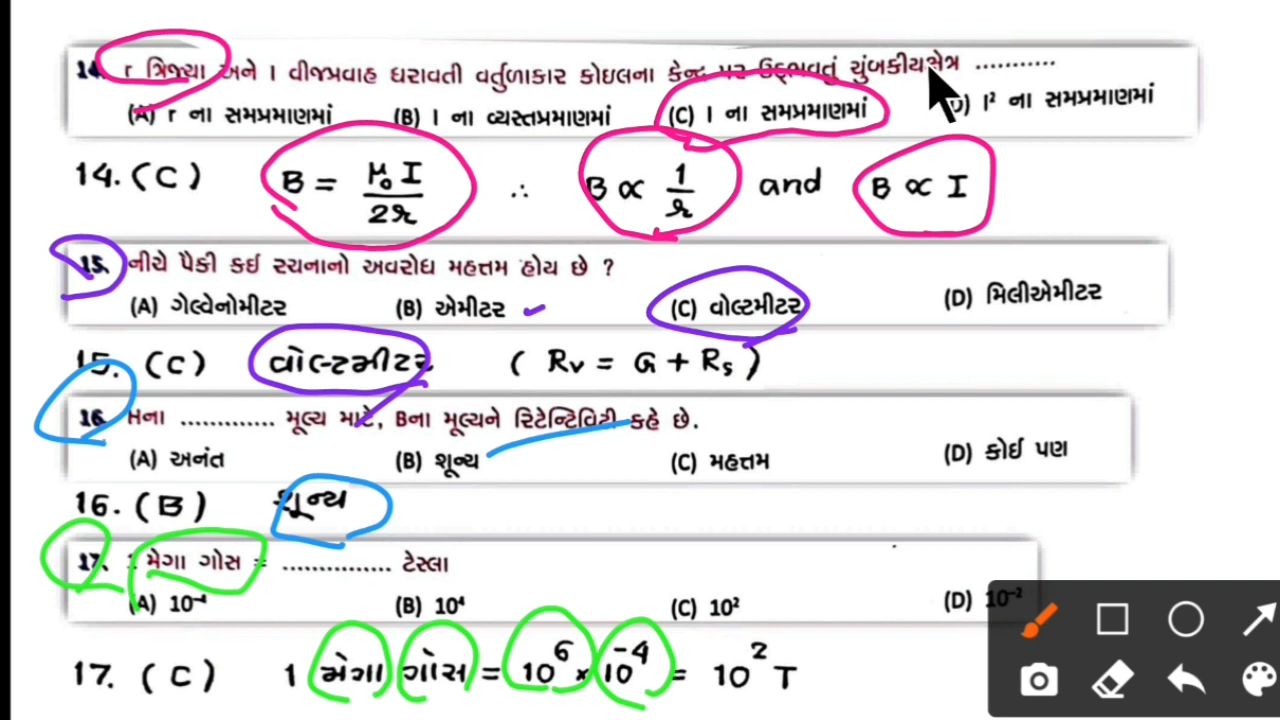 14. r ત્રિજ્યા અને I વીજપ્રવાહ ધરાવતી વર્તુળાકાર કોઇલના કેન્દ્ર પર ઉદ્ભવતું ચુંબકીયક્ષેત્ર ...........
(A) r ના સમપ્રમાણમાં (B) I ના વ્યસ્તપ્રમાણમાં (C) I ના સમપ્રમાણમાં (D) I² ના સમપ્રમાણમાં
14. (C) B = μ₀ I / 2r ∴ B ∝ 1/r and B ∝ I
15. નીચે પૈકી કઈ રચનાનો અવરોધ મહત્તમ હોય છે ?
(A) ગેલ્વેનોમીટર (B) એમીટર (C) વોલ્ટમીટર (D) મિલીએમીટર
15. (C) વોલ્ટમીટર ( Rv = G + Rs )
16. Hના ............. મૂલ્ય માટે, Bના મૂલ્યને રિટેન્ટિવિટી કહે છે.
(A) અનંત (B) શૂન્ય (C) મહત્તમ (D) કોઈ પણ
16. (B) શૂન્ય
17. 1 મેગા ગોસ = ............... ટેસ્લા
(A) 10⁻⁴ (B) 10⁴ (C) 10² (D) 10⁻²
17. (C) 1 મેગા ગોસ = 10⁶ × 10⁻⁴ = 10² T